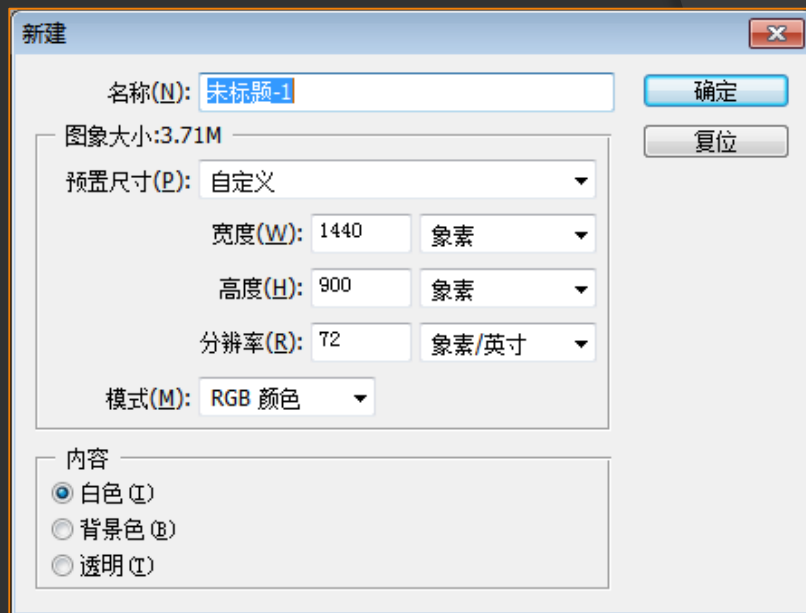 新建
名称(N): 未标题-1
确定
图象大小:3.71M
复位
预置尺寸(P): 自定义
宽度(W): 1440 象素
高度(H): 900 象素
分辨率(R): 72 象素/英寸
模式(M): RGB 颜色
内容
白色(I)
背景色(B)
透明(T)